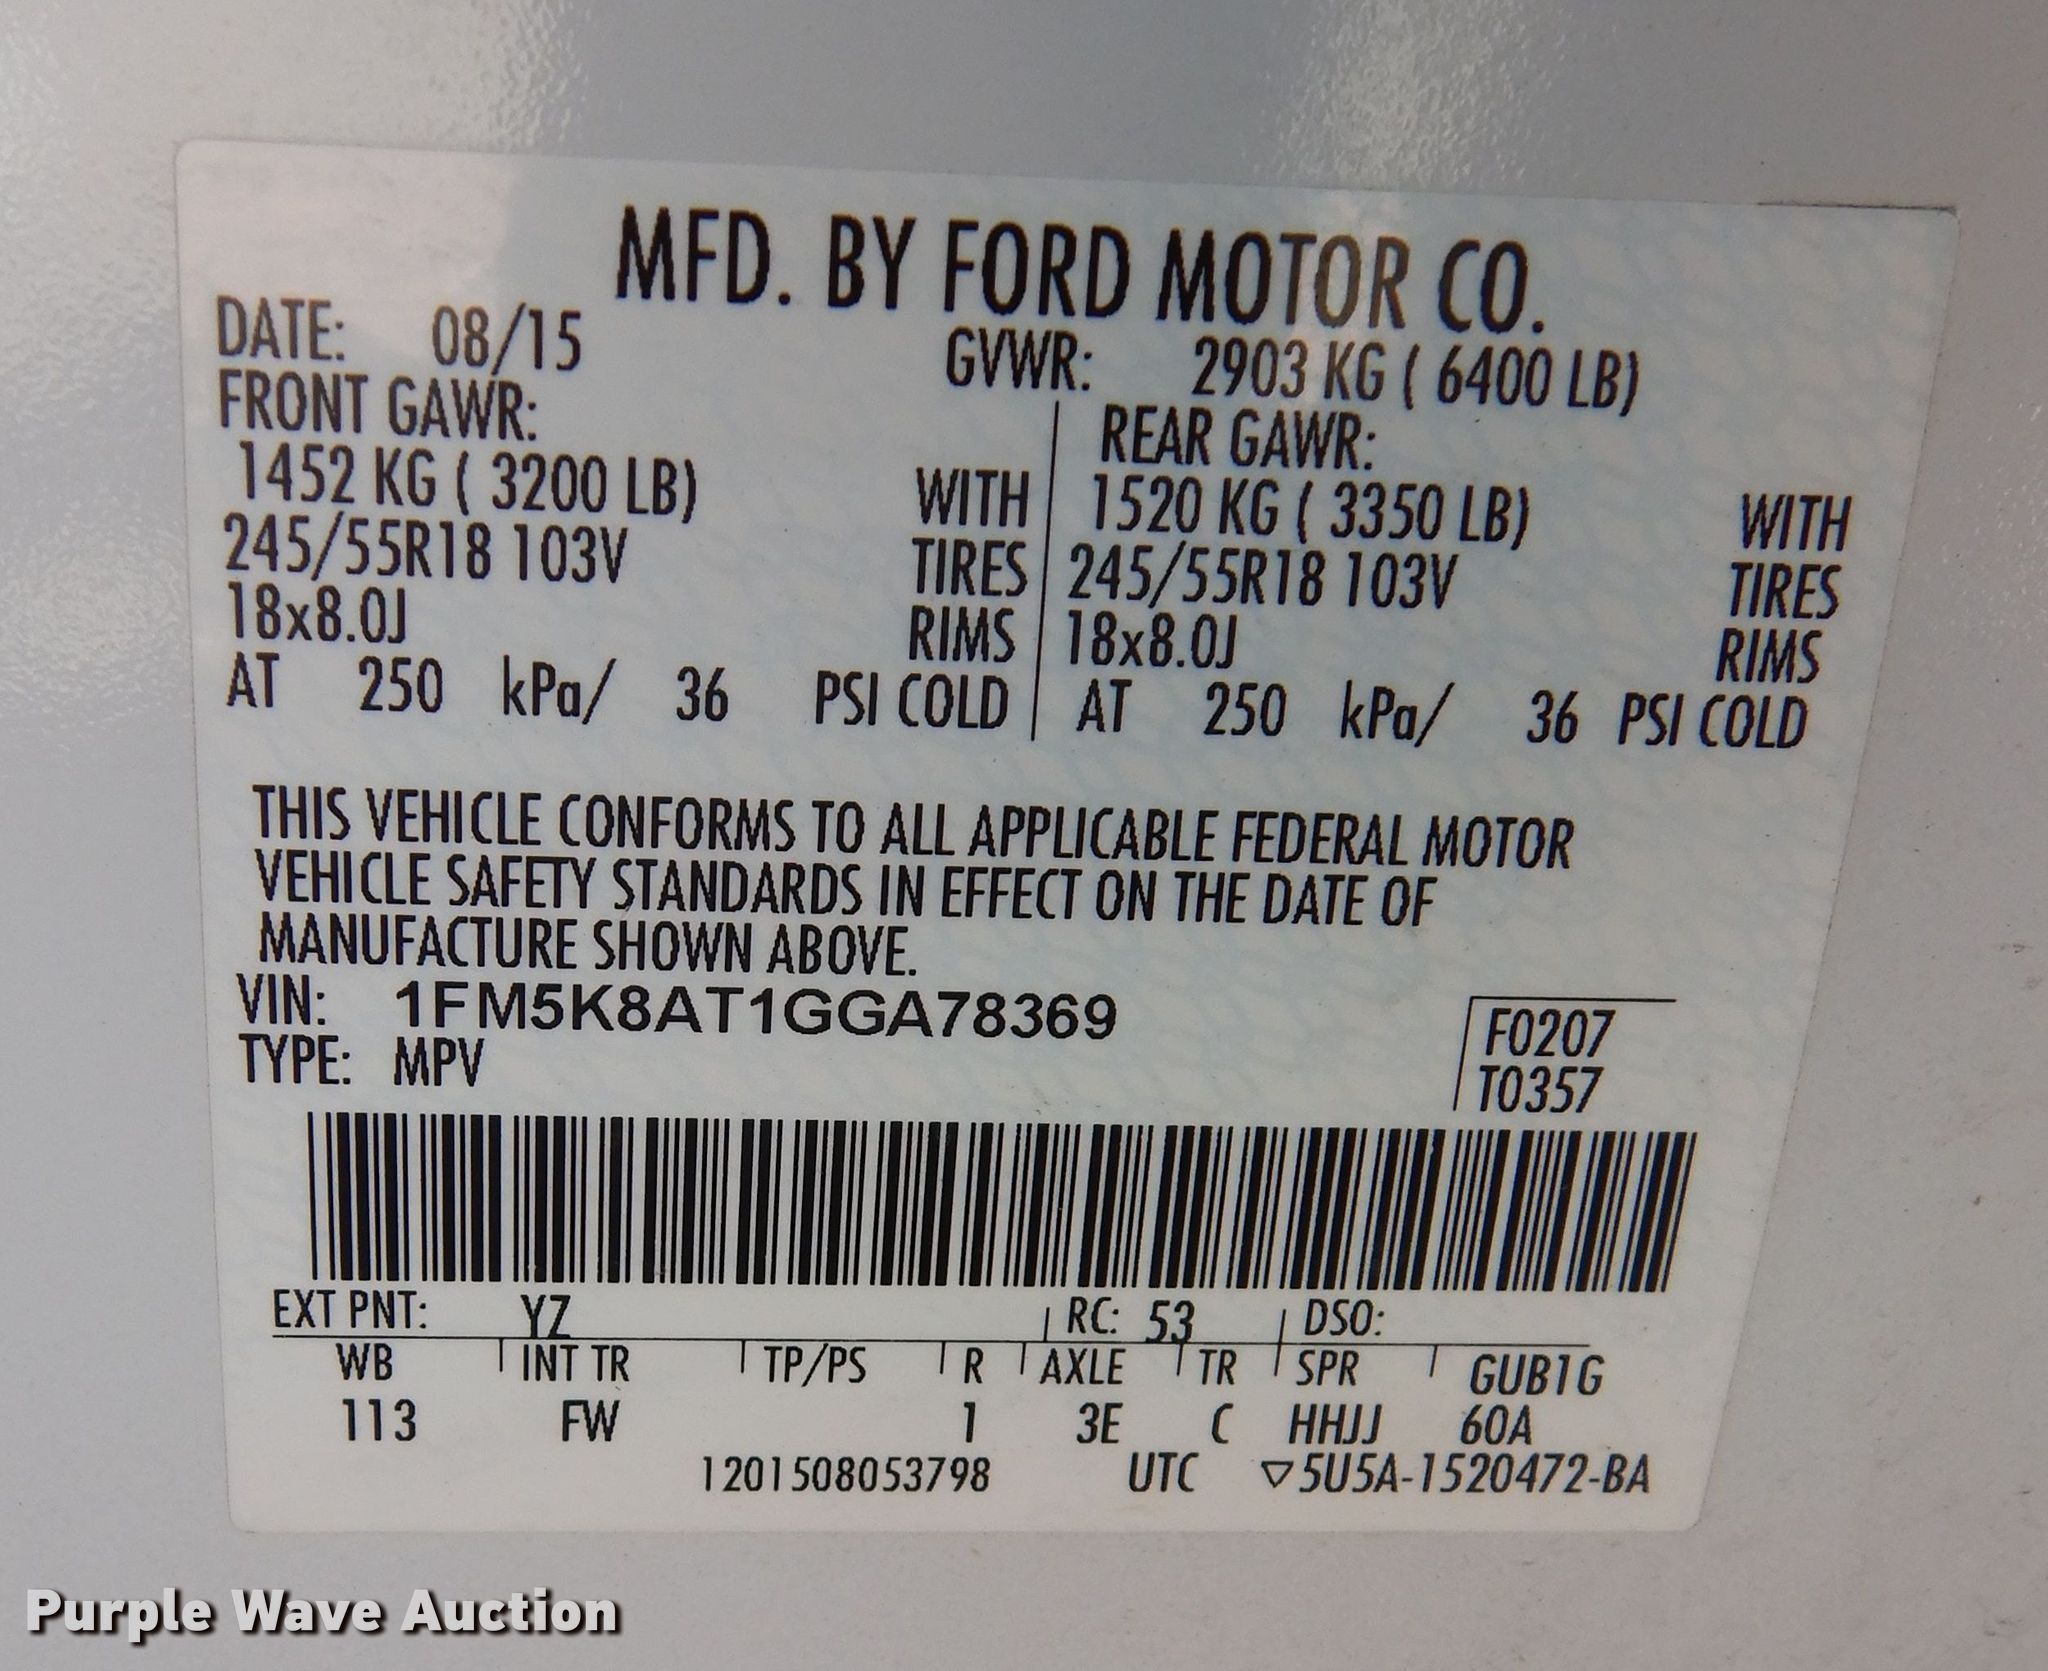 MFD. BY FORD MOTOR CO.
DATE: 08/15 GVWR: 2903 KG ( 6400 LB)
FRONT GAWR: REAR GAWR:
1452 KG ( 3200 LB) WITH 1520 KG ( 3350 LB) WITH
245/55R18 103V TIRES 245/55R18 103V TIRES
18x8.0J RIMS 18x8.0J RIMS
AT 250 kPa/ 36 PSI COLD AT 250 kPa/ 36 PSI COLD
THIS VEHICLE CONFORMS TO ALL APPLICABLE FEDERAL MOTOR
VEHICLE SAFETY STANDARDS IN EFFECT ON THE DATE OF
MANUFACTURE SHOWN ABOVE.
VIN: 1FM5K8AT1GGA78369 F0207
TYPE: MPV T0357
EXT PNT: YZ RC: 53 DSO:
WB INT TR TP/PS R AXLE TR SPR GUB1G
113 FW 1 3E C HHJJ 60A
1201508053798 UTC ▽5U5A-1520472-BA
Purple Wave Auction